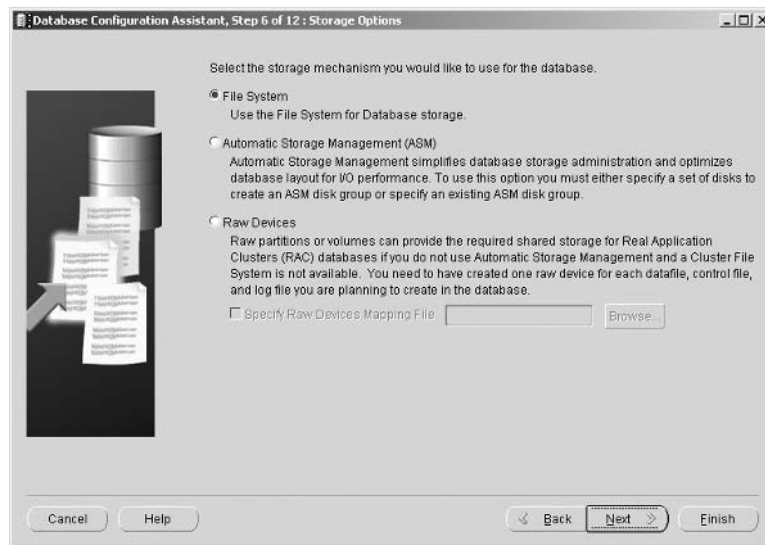 Database Configuration Assistant, Step 6 of 12 : Storage Options
Select the storage mechanism you would like to use for the database.
File System
Use the File System for Database storage.
Automatic Storage Management (ASM)
Automatic Storage Management simplifies database storage administration and optimizes
database layout for I/O performance. To use this option you must either specify a set of disks to
create an ASM disk group or specify an existing ASM disk group.
Raw Devices
Raw partitions or volumes can provide the required shared storage for Real Application
Clusters (RAC) databases if you do not use Automatic Storage Management and a Cluster File
System is not available. You need to have created one raw device for each datafile, control file,
and log file you are planning to create in the database.
Specify Raw Devices Mapping File
Browse...
Cancel
Help
Back
Next
Finish